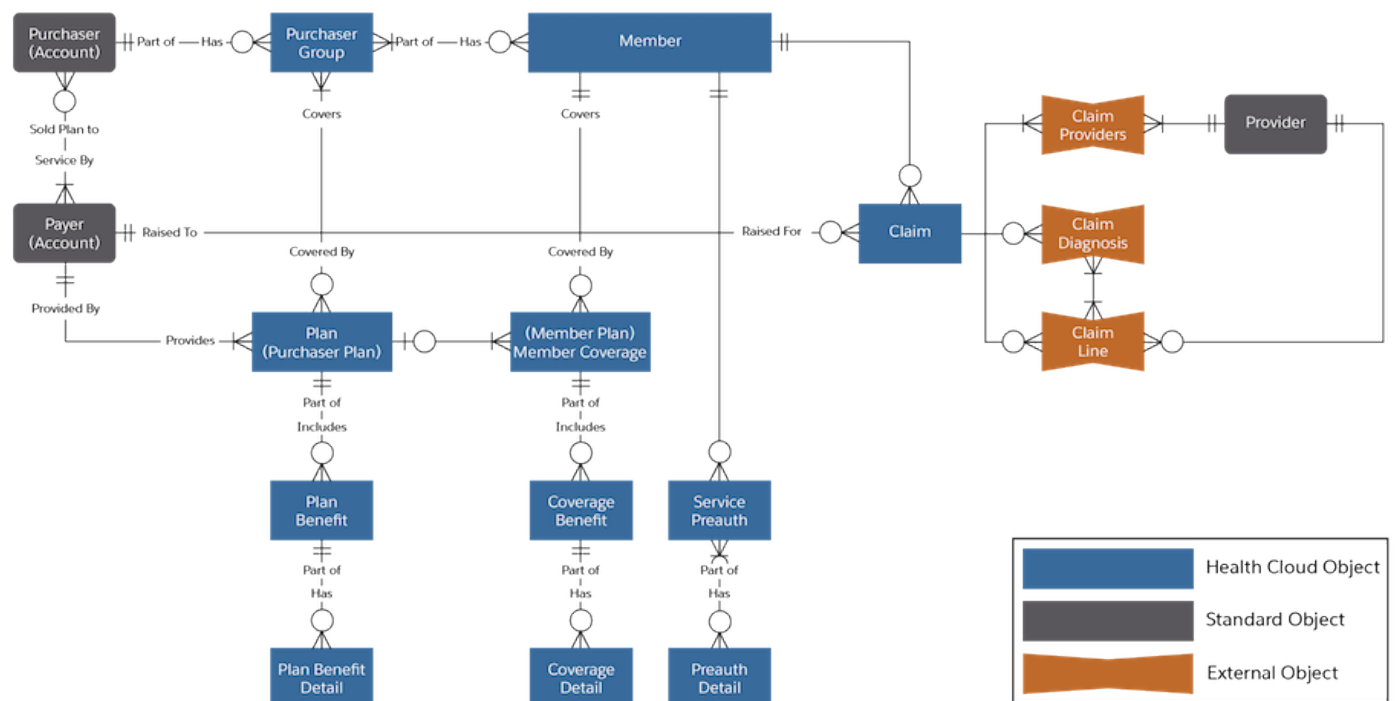 Purchaser
(Account)
Part of
Has
Purchaser
Group
Part of
Has
Member
Sold Plan to
Service By
Covers
Covers
Claim
Providers
Provider
Payer
(Account)
Raised To
Raised For
Claim
Claim
Diagnosis
Covered By
Covered By
Provided By
Provides
Plan
(Purchaser Plan)
(Member Plan)
Member Coverage
Claim
Line
Part of
Includes
Part of
Includes
Plan
Benefit
Coverage
Benefit
Service
Preauth
Part of
Has
Part of
Has
Part of
Has
Plan Benefit
Detail
Coverage
Detail
Preauth
Detail
Health Cloud Object
Standard Object
External Object